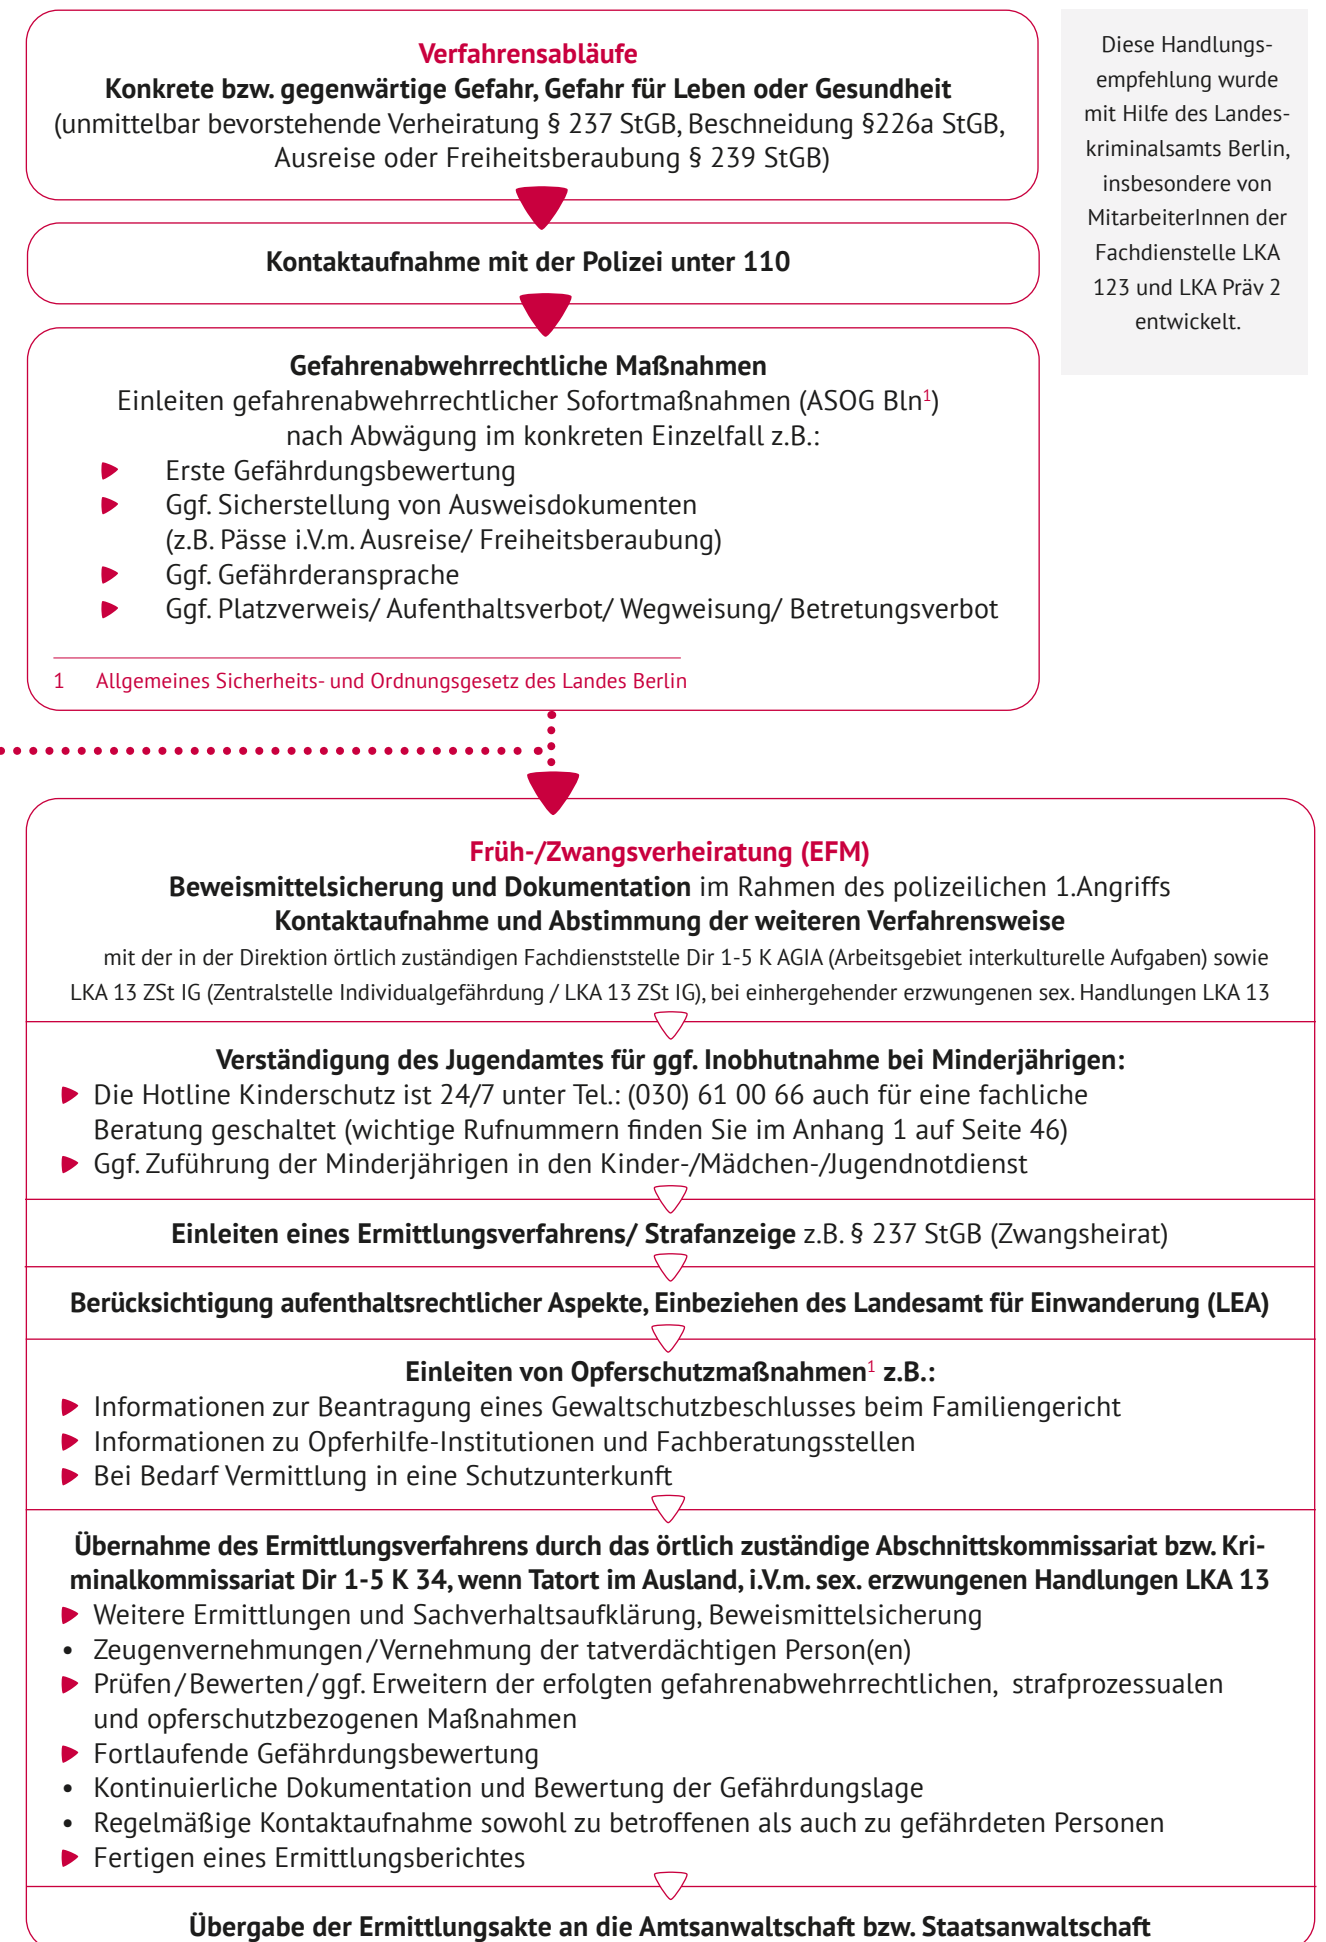 Verfahrensabläufe
Konkrete bzw. gegenwärtige Gefahr, Gefahr für Leben oder Gesundheit
(unmittelbar bevorstehende Verheiratung § 237 StGB, Beschneidung §226a StGB,
Ausreise oder Freiheitsberaubung § 239 StGB)
Kontaktaufnahme mit der Polizei unter 110
Gefahrenabwehrrechtliche Maßnahmen
Einleiten gefahrenabwehrrechtlicher Sofortmaßnahmen (ASOG Bln1)
nach Abwägung im konkreten Einzelfall z.B.:
Erste Gefährdungsbewertung
Ggf. Sicherstellung von Ausweisdokumenten
(z.B. Pässe i.V.m. Ausreise/ Freiheitsberaubung)
Ggf. Gefährderansprache
Ggf. Platzverweis/ Aufenthaltsverbot/ Wegweisung/ Betretungsverbot
1 Allgemeines Sicherheits- und Ordnungsgesetz des Landes Berlin
Diese Handlungs-
empfehlung wurde
mit Hilfe des Landes-
kriminalsamts Berlin,
insbesondere von
MitarbeiterInnen der
Fachdienstelle LKA
123 und LKA Präv 2
entwickelt.
Früh-/Zwangsverheiratung (EFM)
Beweismittelsicherung und Dokumentation im Rahmen des polizeilichen 1.Angriffs
Kontaktaufnahme und Abstimmung der weiteren Verfahrensweise
mit der in der Direktion örtlich zuständigen Fachdienststelle Dir 1-5 K AGIA (Arbeitsgebiet interkulturelle Aufgaben) sowie
LKA 13 ZSt IG (Zentralstelle Individualgefährdung / LKA 13 ZSt IG), bei einhergehender erzwungenen sex. Handlungen LKA 13
Verständigung des Jugendamtes für ggf. Inobhutnahme bei Minderjährigen:
Die Hotline Kinderschutz ist 24/7 unter Tel.: (030) 61 00 66 auch für eine fachliche
Beratung geschaltet (wichtige Rufnummern finden Sie im Anhang 1 auf Seite 46)
Ggf. Zuführung der Minderjährigen in den Kinder-/Mädchen-/Jugendnotdienst
Einleiten eines Ermittlungsverfahrens/ Strafanzeige z.B. § 237 StGB (Zwangsheirat)
Berücksichtigung aufenthaltsrechtlicher Aspekte, Einbeziehen des Landesamt für Einwanderung (LEA)
Einleiten von Opferschutzmaßnahmen1 z.B.:
Informationen zur Beantragung eines Gewaltschutzbeschlusses beim Familiengericht
Informationen zu Opferhilfe-Institutionen und Fachberatungsstellen
Bei Bedarf Vermittlung in eine Schutzunterkunft
Übernahme des Ermittlungsverfahrens durch das örtlich zuständige Abschnittskommissariat bzw. Kri-
minalkommissariat Dir 1-5 K 34, wenn Tatort im Ausland, i.V.m. sex. erzwungenen Handlungen LKA 13
Weitere Ermittlungen und Sachverhaltsaufklärung, Beweismittelsicherung
• Zeugenvernehmungen/Vernehmung der tatverdächtigen Person(en)
Prüfen/Bewerten/ggf. Erweitern der erfolgten gefahrenabwehrrechtlichen, strafprozessualen
und opferschutzbezogenen Maßnahmen
Fortlaufende Gefährdungsbewertung
• Kontinuierliche Dokumentation und Bewertung der Gefährdungslage
• Regelmäßige Kontaktaufnahme sowohl zu betroffenen als auch zu gefährdeten Personen
Fertigen eines Ermittlungsberichtes
Übergabe der Ermittlungsakte an die Amtsanwaltschaft bzw. Staatsanwaltschaft